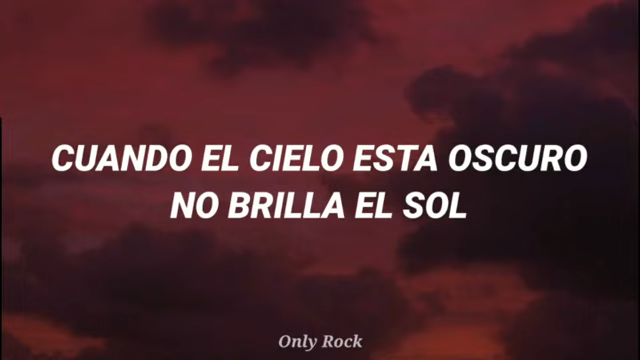 CUANDO EL CIELO ESTA OSCURO
NO BRILLA EL SOL
Only Rock